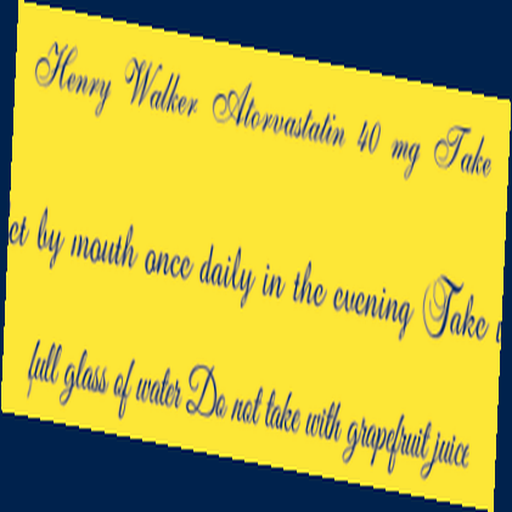 Henry Walker Atorvastatin 40 mg Take
by mouth once daily in the evening Take
full glass of water Do not take with grapefruit juice